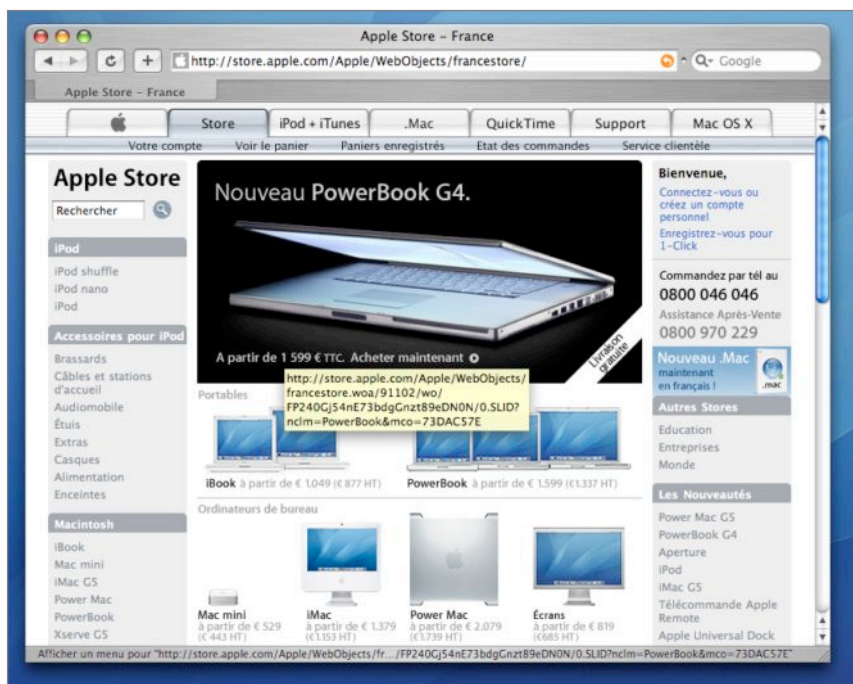 Apple Store – France
http://store.apple.com/Apple/WebObjects/francestore/
Google
Apple Store – France
Store
iPod + iTunes
.Mac
QuickTime
Support
Mac OS X
Votre compte
Voir le panier
Paniers enregistrés
Etat des commandes
Service clientèle
Apple Store
Rechercher
iPod
iPod shuffle
iPod nano
iPod
Accessoires pour iPod
Brassards
Câbles et stations
d'accueil
Audiomobile
Étuis
Extras
Casques
Alimentation
Enceintes
Macintosh
iBook
Mac mini
iMac G5
Power Mac
PowerBook
Xserve G5
Nouveau PowerBook G4.
A partir de 1 599 € TTC. Acheter maintenant
Livraison
gratuite
http://store.apple.com/Apple/WebObjects/
francestore.woa/91102/wo/
FP240Gj54nE73bdgGnzt89eDN0N/0.SLID?
nclm=PowerBook&mco=73DAC57E
Portables
iBook à partir de € 1.049 (€ 877 HT)
PowerBook à partir de € 1.599 (€1.337 HT)
Ordinateurs de bureau
Mac mini
à partir de € 529
(€ 443 HT)
iMac
à partir de € 1.379
(€1.153 HT)
Power Mac
à partir de € 2.079
(€1.739 HT)
Écrans
à partir de € 819
(€685 HT)
Bienvenue,
Connectez-vous ou
créez un compte
personnel
Enregistrez-vous pour
1-Click
Commandez par tél au
0800 046 046
Assistance Après-Vente
0800 970 229
Nouveau .Mac
maintenant
en français !
.mac
Autres Stores
Education
Entreprises
Monde
Les Nouveautés
Power Mac G5
PowerBook G4
Aperture
iPod
iMac G5
Télécommande Apple
Remote
Apple Universal Dock
Afficher un menu pour "http://store.apple.com/Apple/WebObjects/fr.../FP240Gj54nE73bdgGnzt89eDN0N/0.SLID?nclm=PowerBook&mco=73DAC57E"